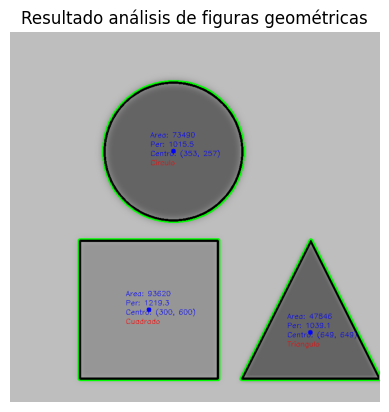 Resultado análisis de figuras geométricas
Area: 73490
Per: 1015.5
Centro: (353, 257)
Circulo
Area: 93620
Per: 1219.3
Centro: (300, 600)
Cuadrado
Area: 47846
Per: 1038.1
Centro: (649, 649)
Triangulo